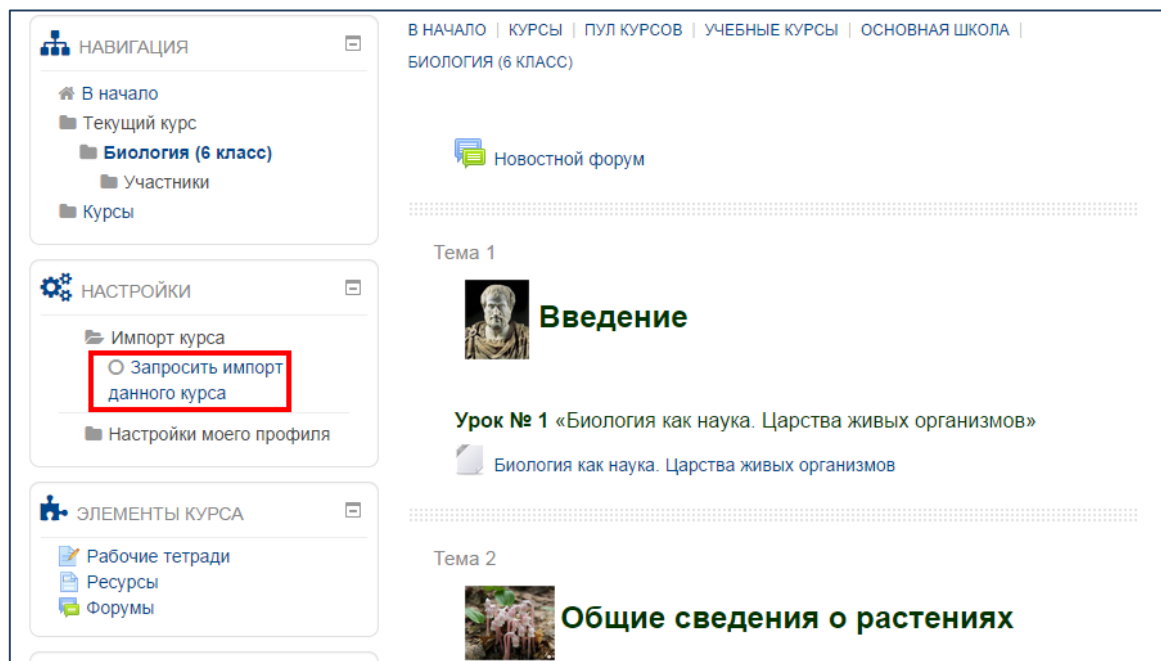 НАВИГАЦИЯ
В начало
Текущий курс
Биология (6 класс)
Участники
Курсы
НАСТРОЙКИ
Импорт курса
Запросить импорт
данного курса
Настройки моего профиля
ЭЛЕМЕНТЫ КУРСА
Рабочие тетради
Ресурсы
Форумы
В НАЧАЛО | КУРСЫ | ПУЛ КУРСОВ | УЧЕБНЫЕ КУРСЫ | ОСНОВНАЯ ШКОЛА |
БИОЛОГИЯ (6 КЛАСС)
Новостной форум
Тема 1
Введение
Урок № 1 «Биология как наука. Царства живых организмов»
Биология как наука. Царства живых организмов
Тема 2
Общие сведения о растениях